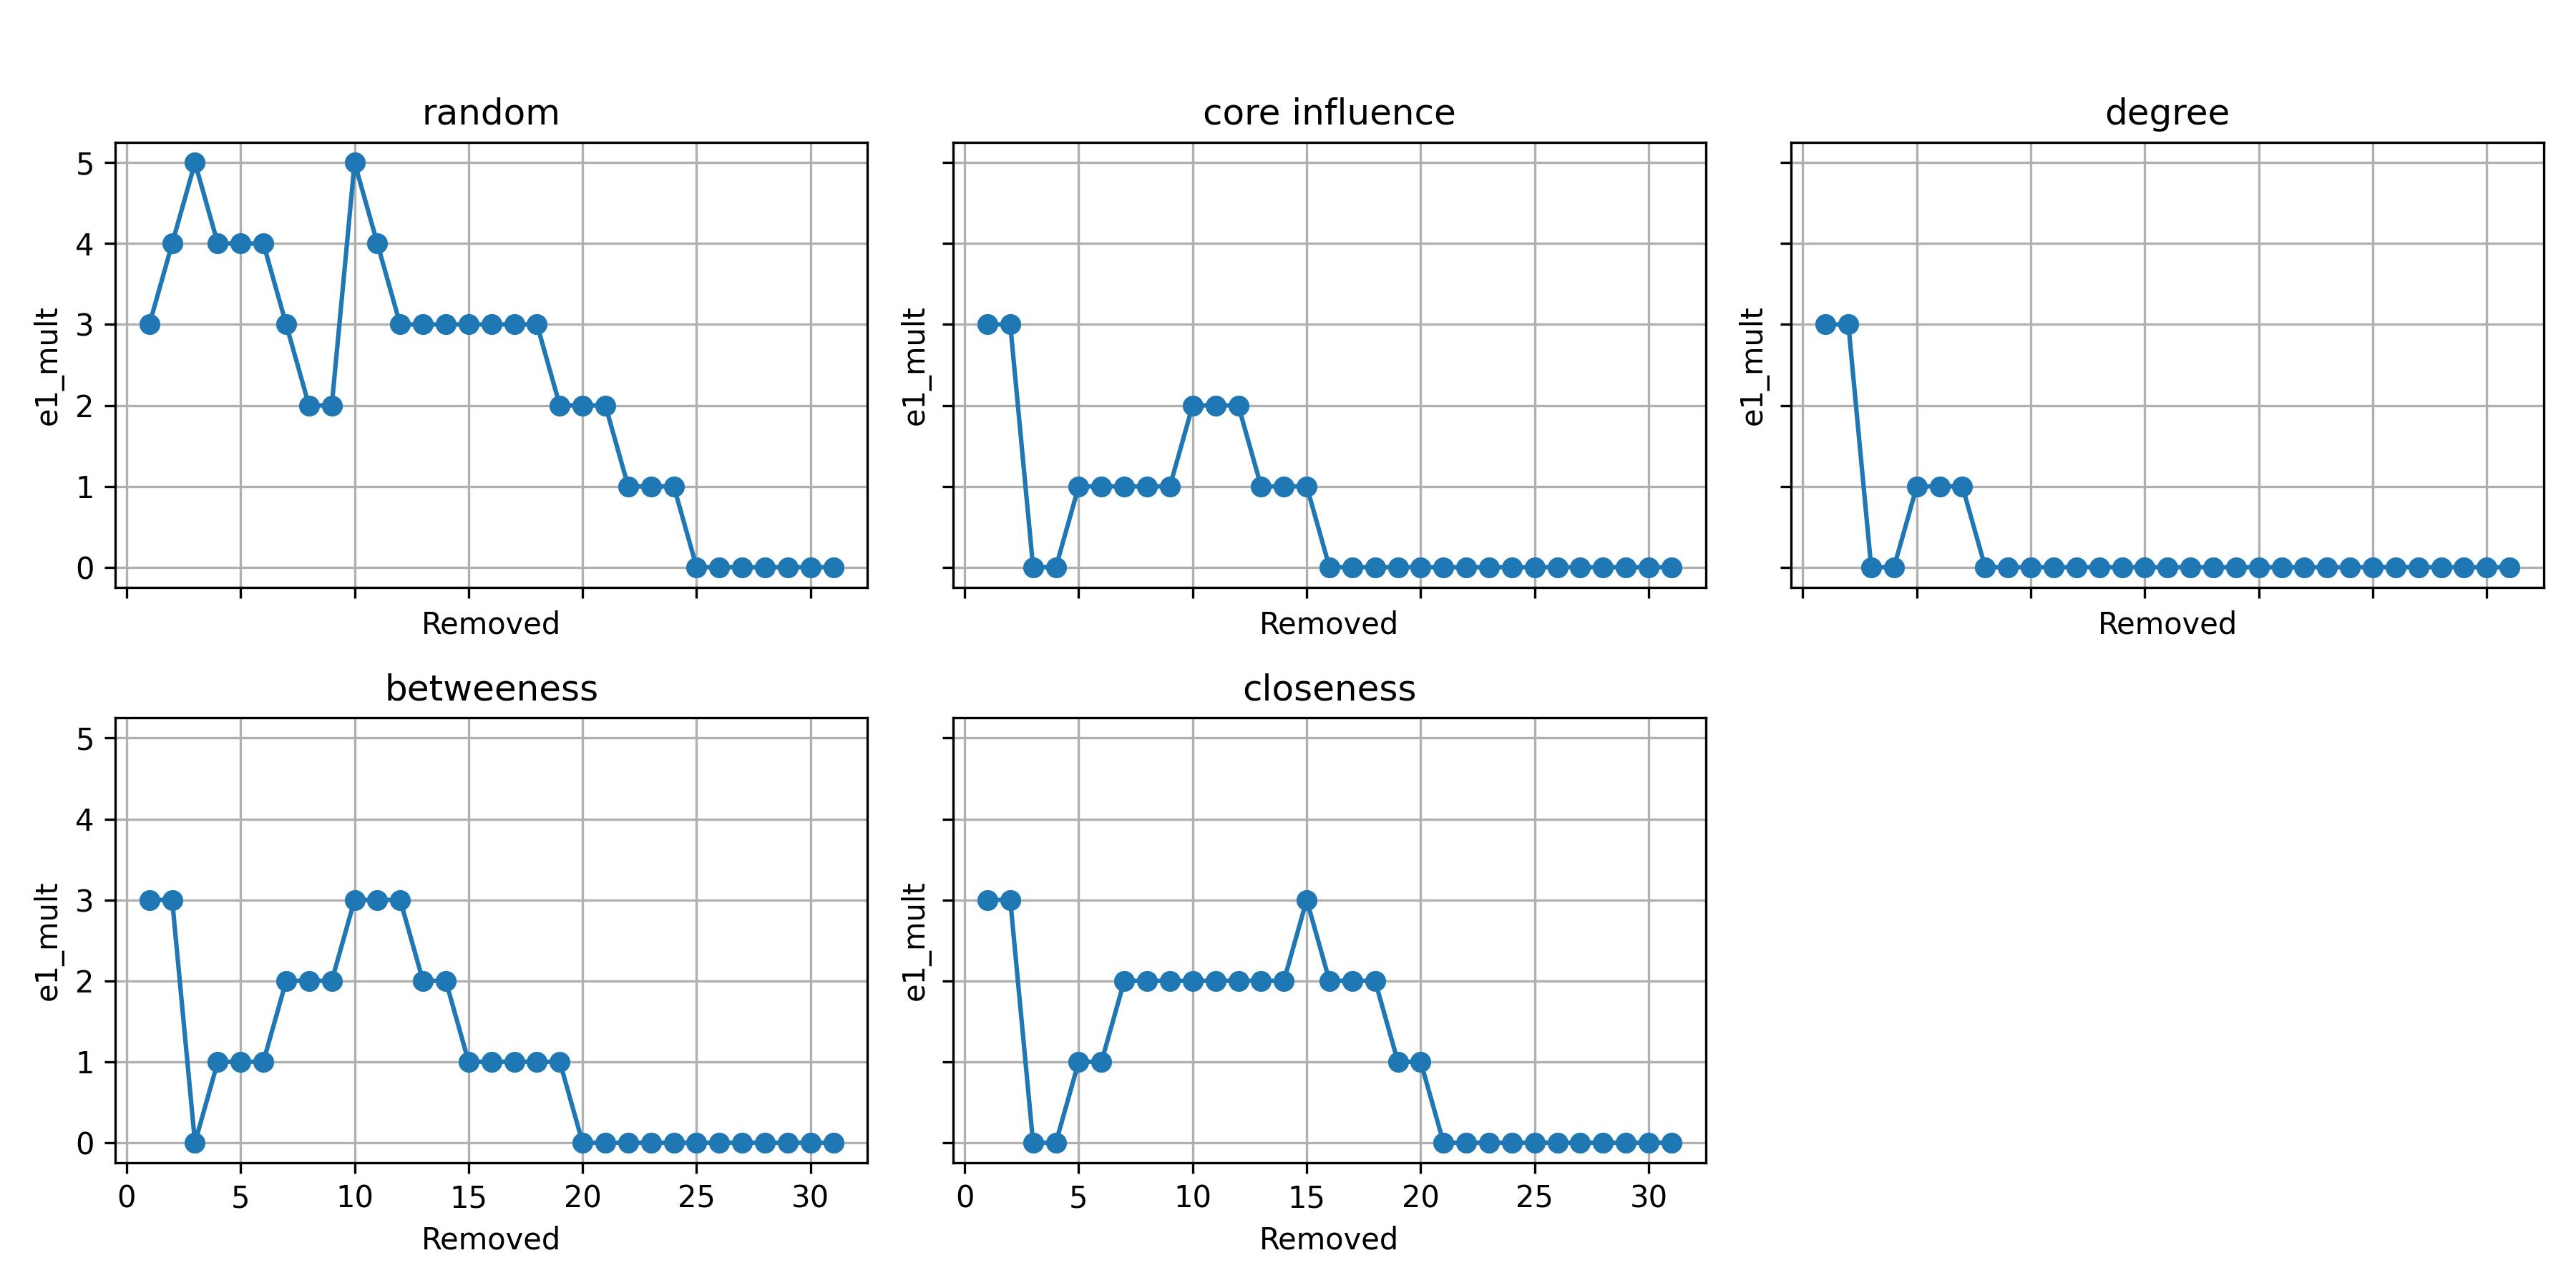 random
core influence
degree
e1_mult
5
4
3
2
1
0
Removed
e1_mult
Removed
e1_mult
Removed
betweeness
closeness
e1_mult
5
4
3
2
1
0
0 5 10 15 20 25 30
Removed
e1_mult
0 5 10 15 20 25 30
Removed